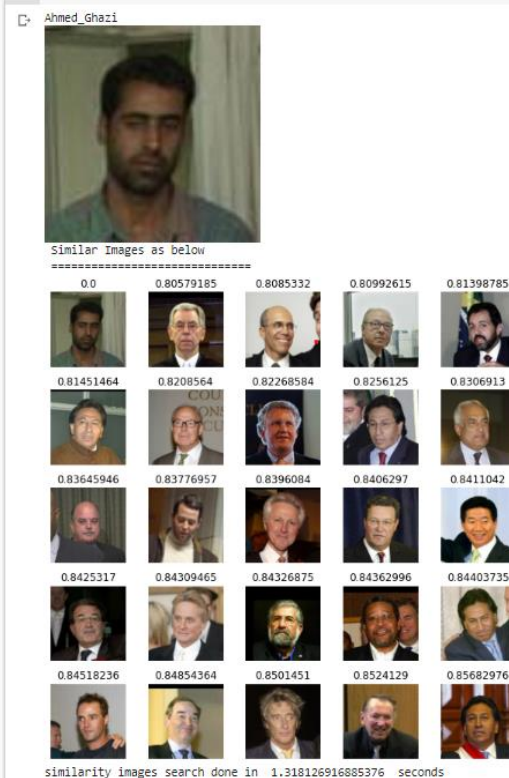 Ahmed_Ghazi
Similar Images as below
==============================
0.0 0.80579185 0.8085332 0.80992615 0.81398785
0.81451464 0.8208564 0.82268584 0.8256125 0.8306913
0.83645946 0.83776957 0.8396084 0.8406297 0.8411042
0.8425317 0.84309465 0.84326875 0.84362996 0.84403735
0.84518236 0.84854364 0.8501451 0.8524129 0.85682976
similarity images search done in 1.318126916885376 seconds